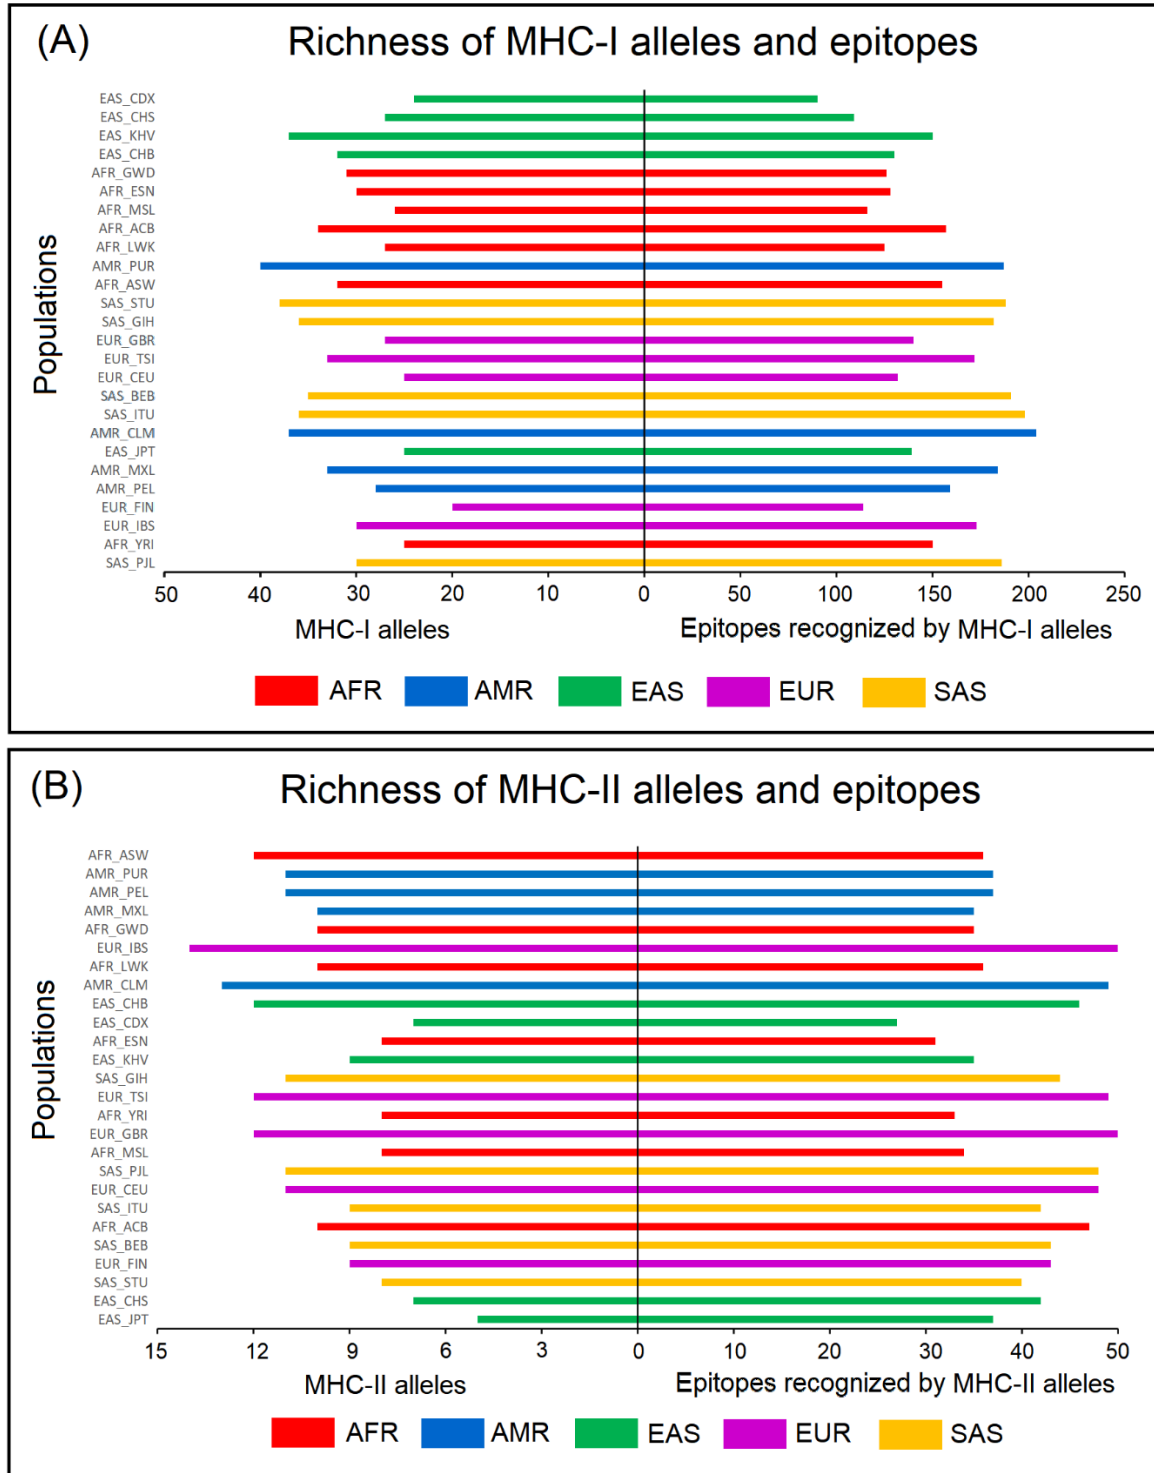 (A) Richness of MHC-I alleles and epitopes
Populations
EAS_CDX
EAS_CHS
EAS_KHV
EAS_CHB
AFR_GWD
AFR_ESN
AFR_MSL
AFR_ACB
AFR_LWK
AMR_PUR
AFR_ASW
SAS_STU
SAS_GIH
EUR_GBR
EUR_TSI
EUR_CEU
SAS_BEB
SAS_ITU
AMR_CLM
EAS_JPT
AMR_MXL
AMR_PEL
EUR_FIN
EUR_IBS
AFR_YRI
SAS_PJL
50 40 30 20 10 0 50 100 150 200 250
MHC-I alleles Epitopes recognized by MHC-I alleles
AFR AMR EAS EUR SAS
(B) Richness of MHC-II alleles and epitopes
Populations
AFR_ASW
AMR_PUR
AMR_PEL
AMR_MXL
AFR_GWD
EUR_IBS
AFR_LWK
AMR_CLM
EAS_CHB
EAS_CDX
AFR_ESN
EAS_KHV
SAS_GIH
EUR_TSI
AFR_YRI
EUR_GBR
AFR_MSL
SAS_PJL
EUR_CEU
SAS_ITU
AFR_ACB
SAS_BEB
EUR_FIN
SAS_STU
EAS_CHS
EAS_JPT
15 12 9 6 3 0 10 20 30 40 50
MHC-II alleles Epitopes recognized by MHC-II alleles
AFR AMR EAS EUR SAS